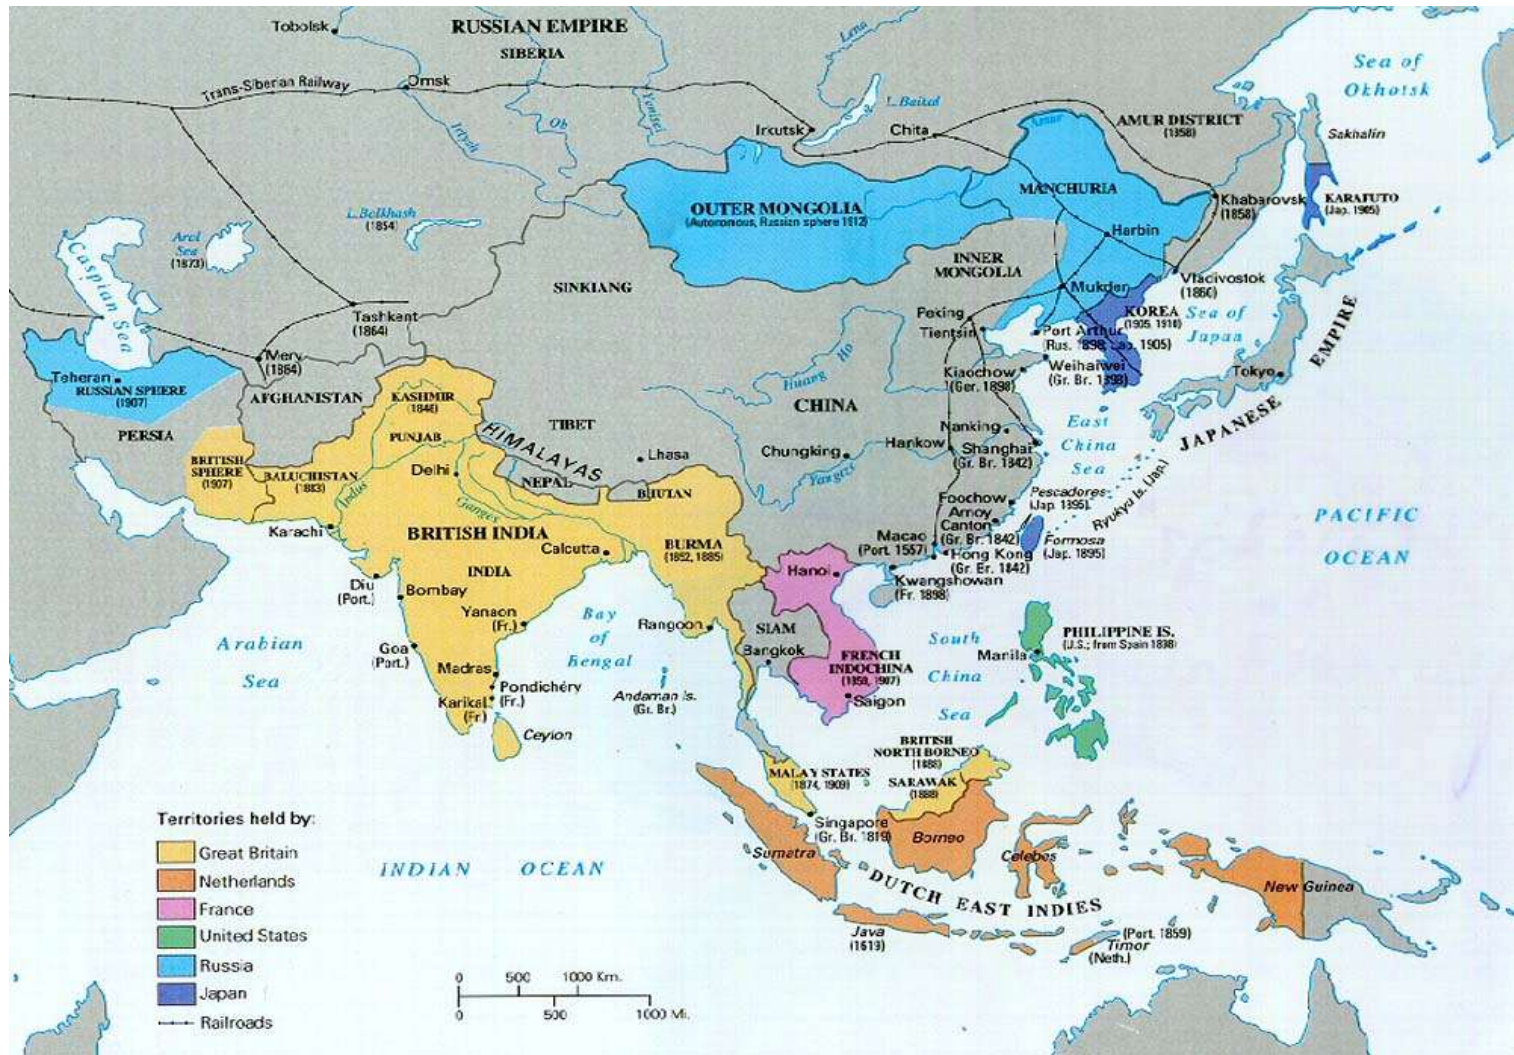 Tobolsk
RUSSIAN EMPIRE
SIBERIA
Trans-Siberian Railway
Omsk
Irtysh
Ob
Yenisei
Lena
L. Baikal
Irkutsk
Chita
Amur
AMUR DISTRICT
(1858)
Sea of
Okhotsk
Sakhalin
KARAFUTO
(Jap. 1905)
Khabarovsk
(1858)
MANCHURIA
OUTER MONGOLIA
(Autonomous, Russian sphere 1912)
Harbin
INNER
MONGOLIA
Mukden
Vladivostok
(1860)
L. Balkhash
(1854)
Aral
Sea
(1873)
Caspian Sea
SINKIANG
Tashkent
(1864)
Merv
(1884)
Teheran
RUSSIAN SPHERE
(1907)
PERSIA
AFGHANISTAN
BRITISH
SPHERE
(1907)
BALUCHISTAN
(1883)
KASHMIR
(1846)
PUNJAB
Delhi
Indus
Ganges
HIMALAYAS
TIBET
Lhasa
NEPAL
BHUTAN
Peking
Tientsin
Port Arthur
(Rus. 1898, Jap. 1905)
KOREA
(1905, 1910)
Sea of
Japan
JAPANESE EMPIRE
Tokyo
Weihaiwei
(Gr. Br. 1898)
Kiaochow
(Ger. 1898)
Huang Ho
CHINA
Nanking
Hankow
Shanghai
(Gr. Br. 1842)
Chungking
Yangtze
East
China
Sea
Foochow
Amoy
Canton
(Gr. Br. 1842)
Pescadores
(Jap. 1895)
Ryukyu Is. (Jap.)
Formosa
(Jap. 1895)
Macao
(Port. 1557)
Hong Kong
(Gr. Br. 1842)
Kwangshowan
(Fr. 1898)
PACIFIC
OCEAN
Karachi
BRITISH INDIA
INDIA
Calcutta
BURMA
(1852, 1885)
Diu
(Port.)
Bombay
Yanaon
(Fr.)
Goa
(Port.)
Madras
Pondichéry
(Fr.)
Karikal
(Fr.)
Ceylon
Arabian
Sea
Bay
of
Bengal
Rangoon
Andaman Is.
(Gr. Br.)
Hanoi
SIAM
Bangkok
FRENCH
INDOCHINA
(1859, 1907)
Saigon
South
China
Sea
PHILIPPINE IS.
(U.S.; from Spain 1898)
Manila
BRITISH
NORTH BORNEO
(1888)
MALAY STATES
(1874, 1909)
SARAWAK
(1888)
Singapore
(Gr. Br. 1819)
Sumatra
Borneo
Celebes
DUTCH EAST INDIES
New Guinea
Java
(1619)
(Port. 1859)
Timor
(Neth.)
INDIAN OCEAN
Territories held by:
Great Britain
Netherlands
France
United States
Russia
Japan
Railroads
0 500 1000 Km.
0 500 1000 Mi.